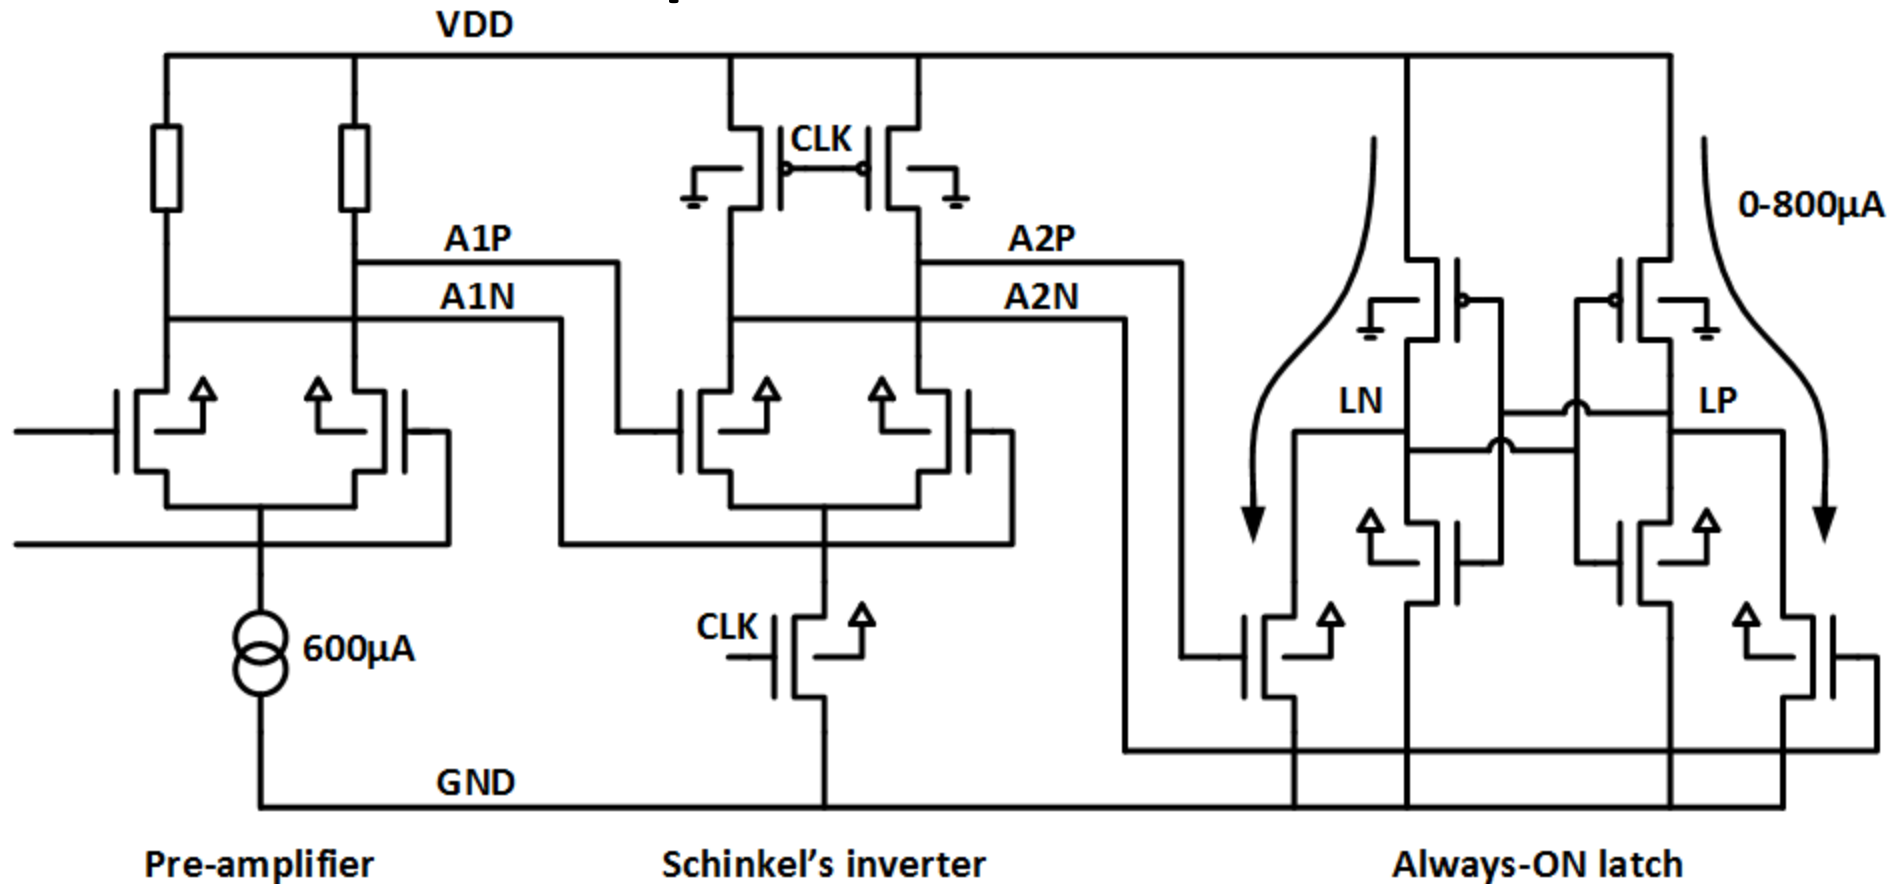 VDD
CLK
0-800µA
A1P
A2P
A1N
A2N
LN
LP
CLK
600µA
GND
Pre-amplifier
Schinkel's inverter
Always-ON latch